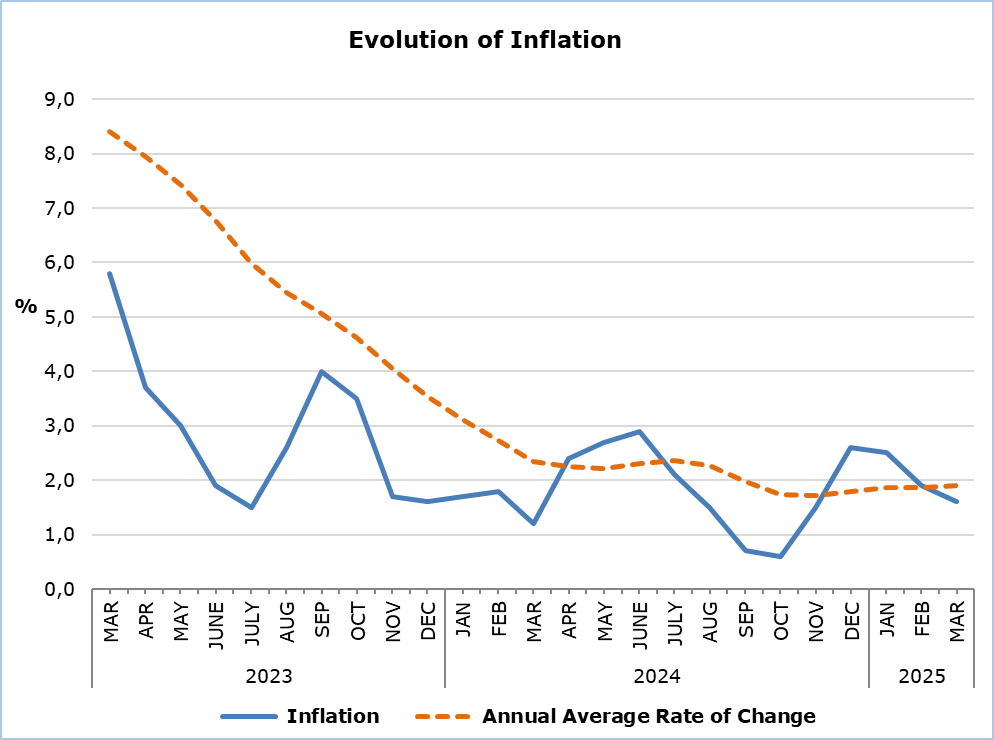 Evolution of Inflation
9,0
8,0
7,0
6,0
%
5,0
4,0
3,0
2,0
1,0
0,0
MAR APR MAY JUNE JULY AUG SEP OCT NOV DEC JAN FEB MAR APR MAY JUNE JULY AUG SEP OCT NOV DEC JAN FEB MAR
2023 2024 2025
Inflation Annual Average Rate of Change